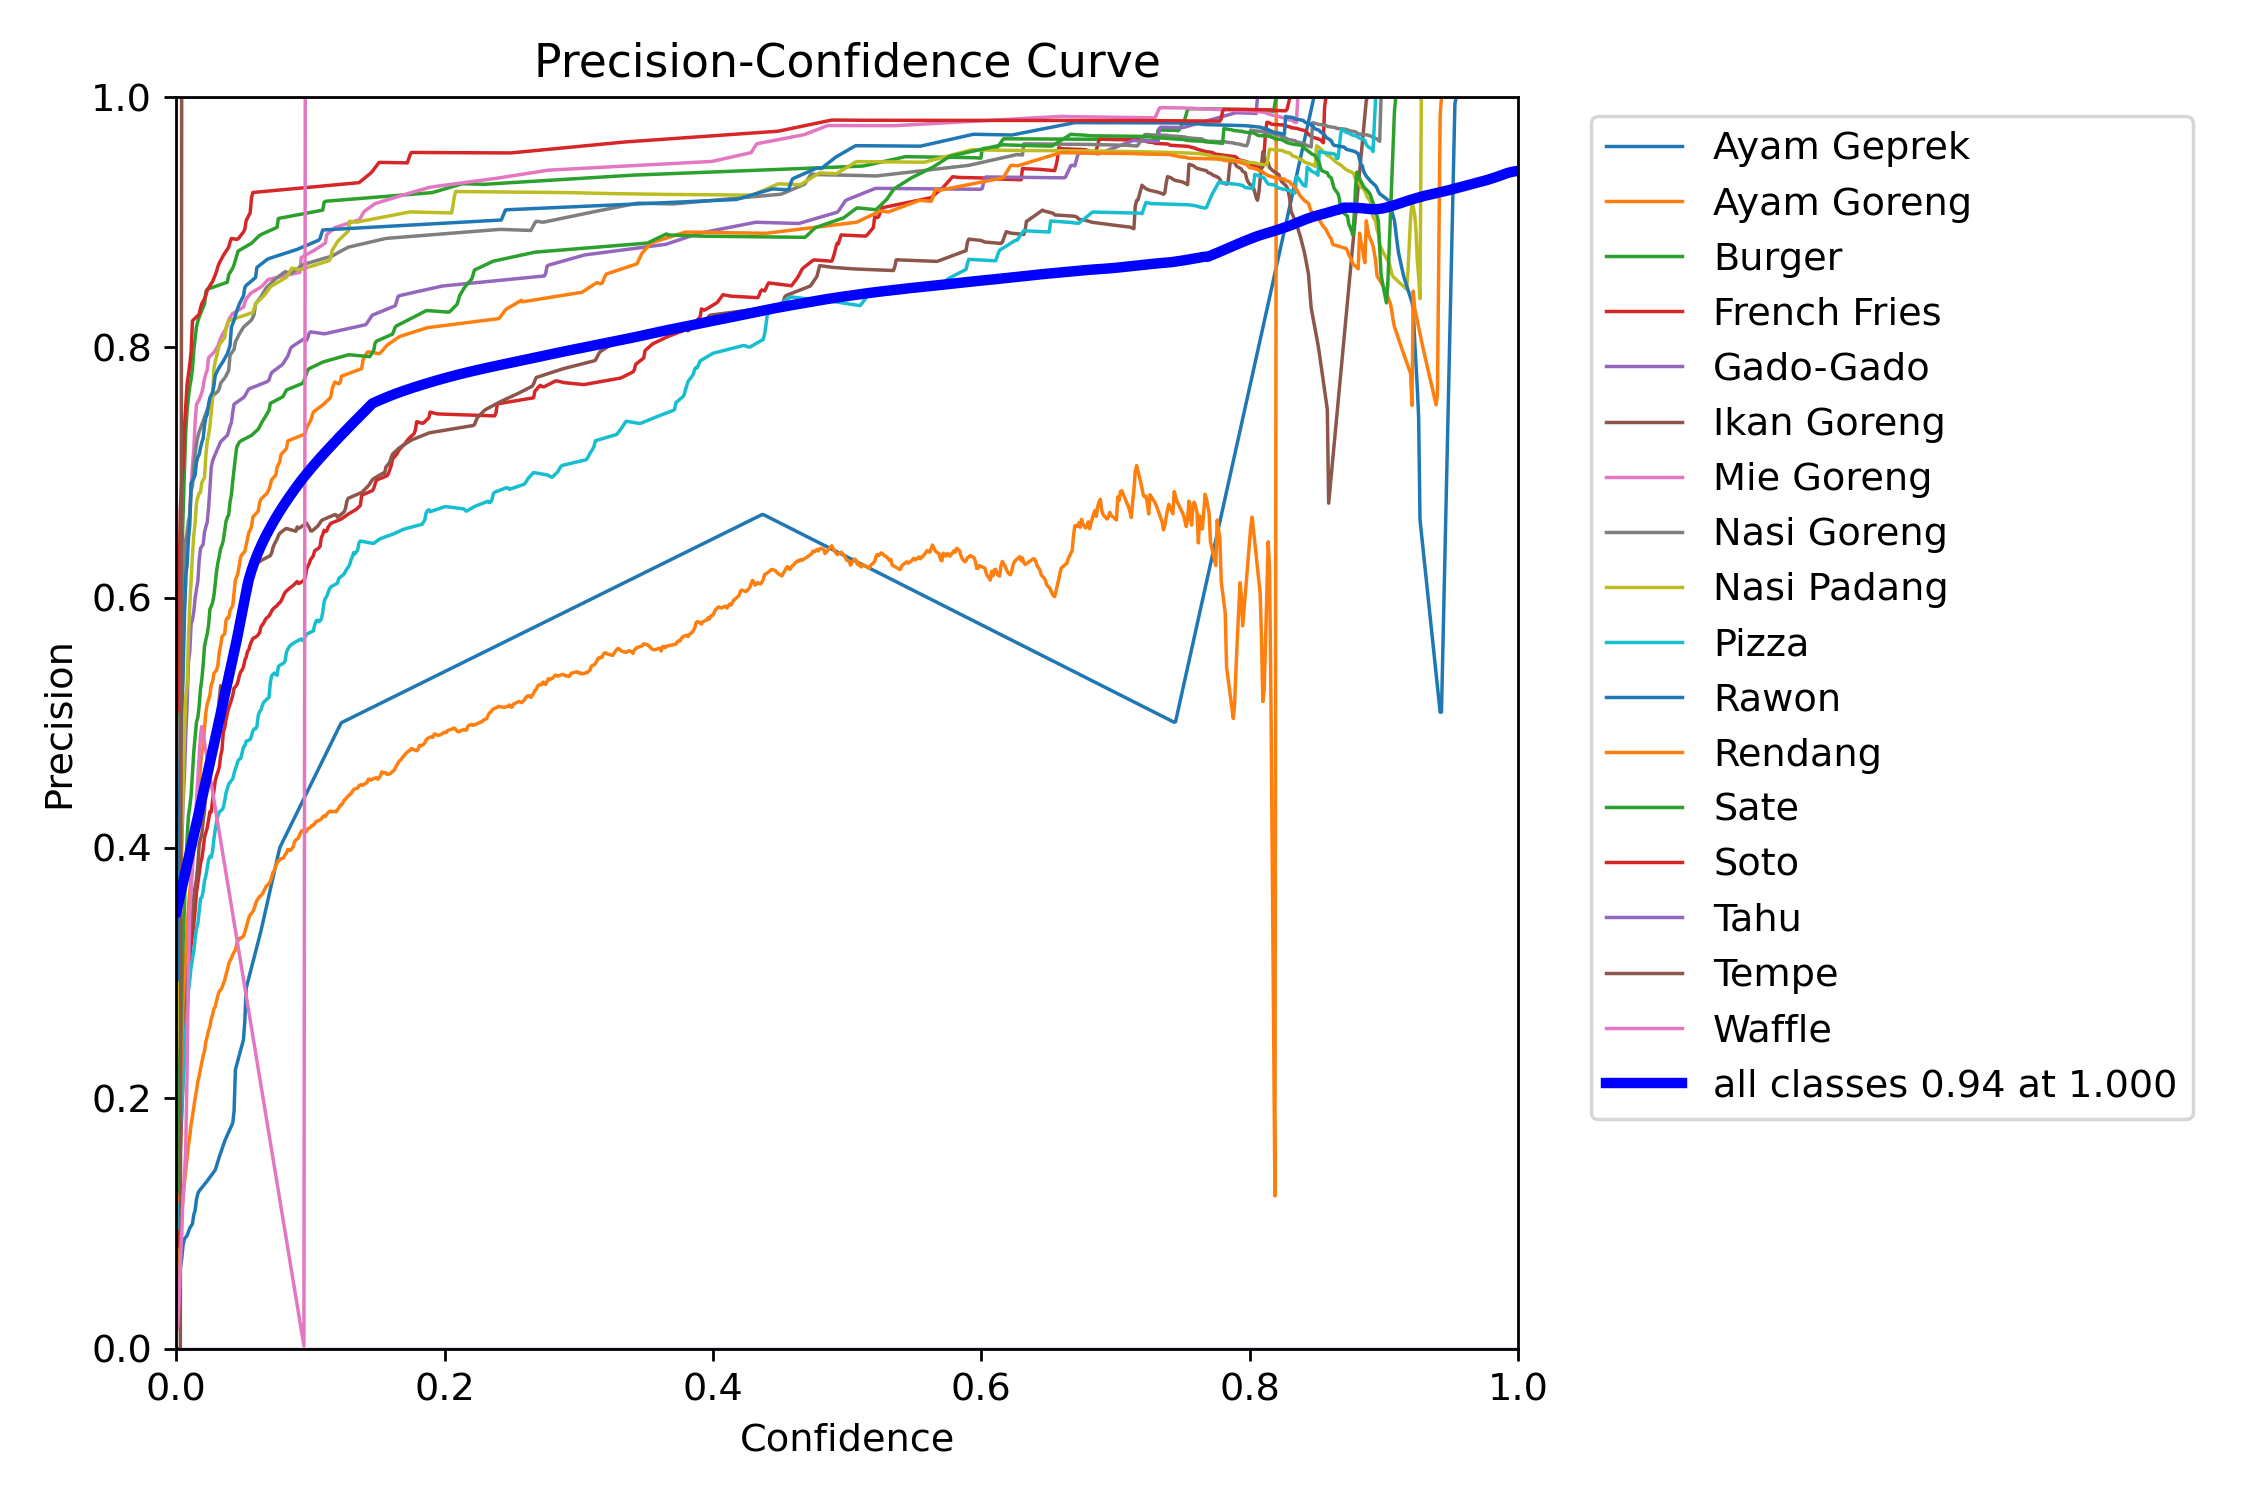 Precision-Confidence Curve
1.0
0.8
0.6
0.4
0.2
0.0
Precision
0.0 0.2 0.4 0.6 0.8 1.0
Confidence
Ayam Geprek
Ayam Goreng
Burger
French Fries
Gado-Gado
Ikan Goreng
Mie Goreng
Nasi Goreng
Nasi Padang
Pizza
Rawon
Rendang
Sate
Soto
Tahu
Tempe
Waffle
all classes 0.94 at 1.000